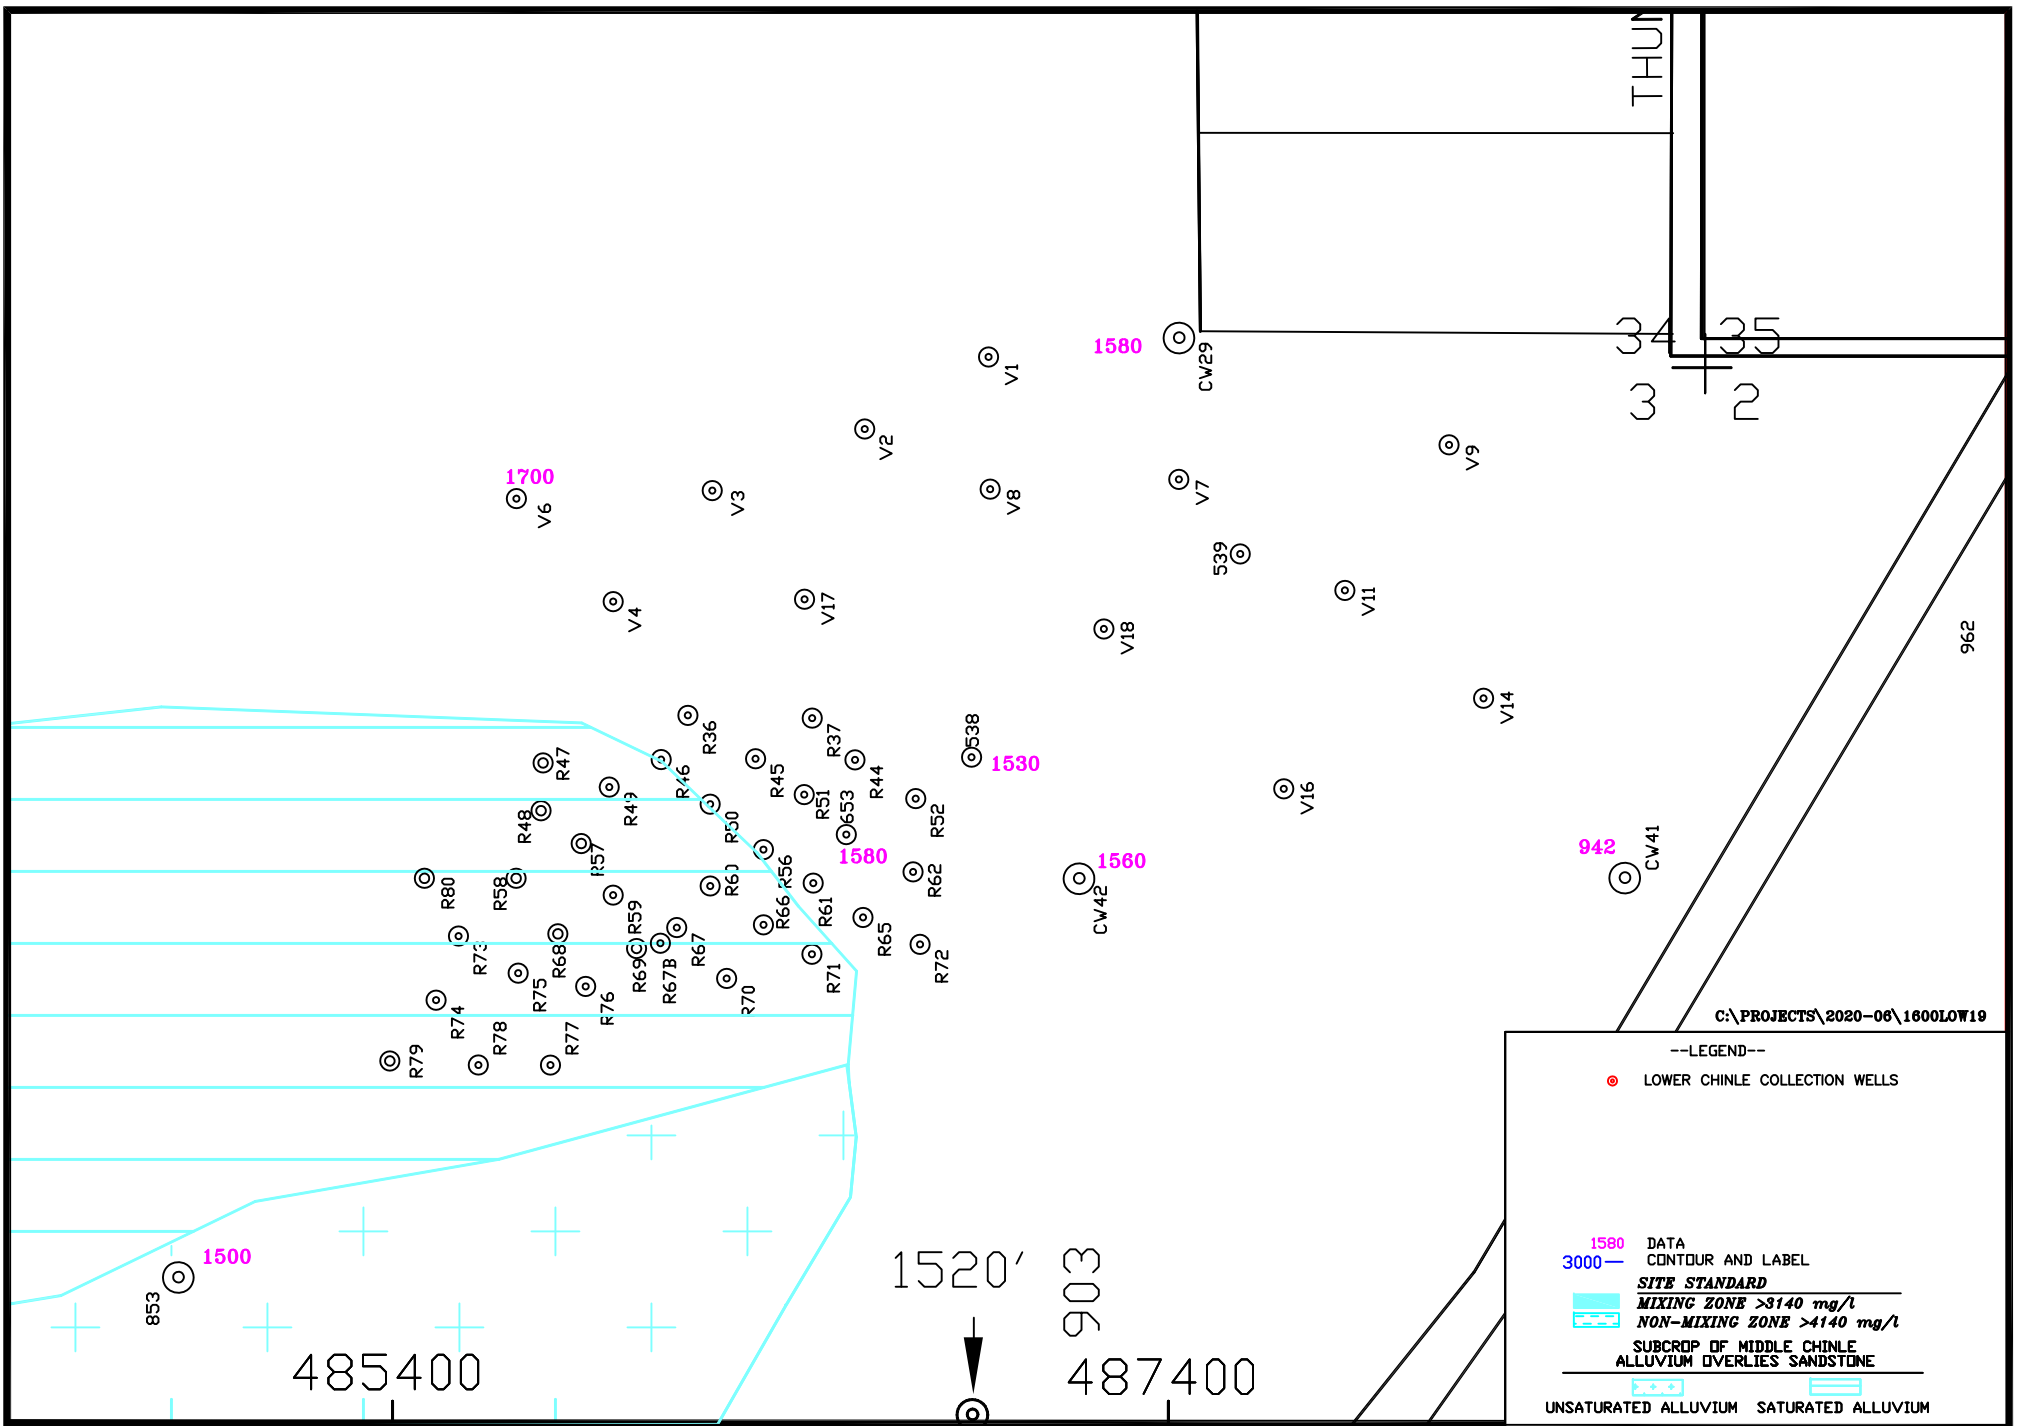 THUN
34 35
3 2
1580
CW29
V1
V2
V9
1700
V6
V3
V8
V7
539
V4
V17
V18
V11
962
V14
R36
R37
538
1530
R47
R46
R45
R44
R49
R51
653
R52
V16
R48
R50
R57
R56
1580
1560
942
CW41
R80
R58
R60
R61
R62
CW42
R59
R66
R65
R73
R68
R69
R67B
R67
R71
R72
R75
R76
R70
R74
R78
R77
R79
C:\PROJECTS\2020-06\1600LOW19
--LEGEND--
LOWER CHINLE COLLECTION WELLS
1580 DATA
3000 CONTOUR AND LABEL
SITE STANDARD
MIXING ZONE >3140 mg/l
NON-MIXING ZONE >4140 mg/l
SUBCROP OF MIDDLE CHINLE
ALLUVIUM OVERLIES SANDSTONE
UNSATURATED ALLUVIUM SATURATED ALLUVIUM
1500
853
1520'
903
485400
487400